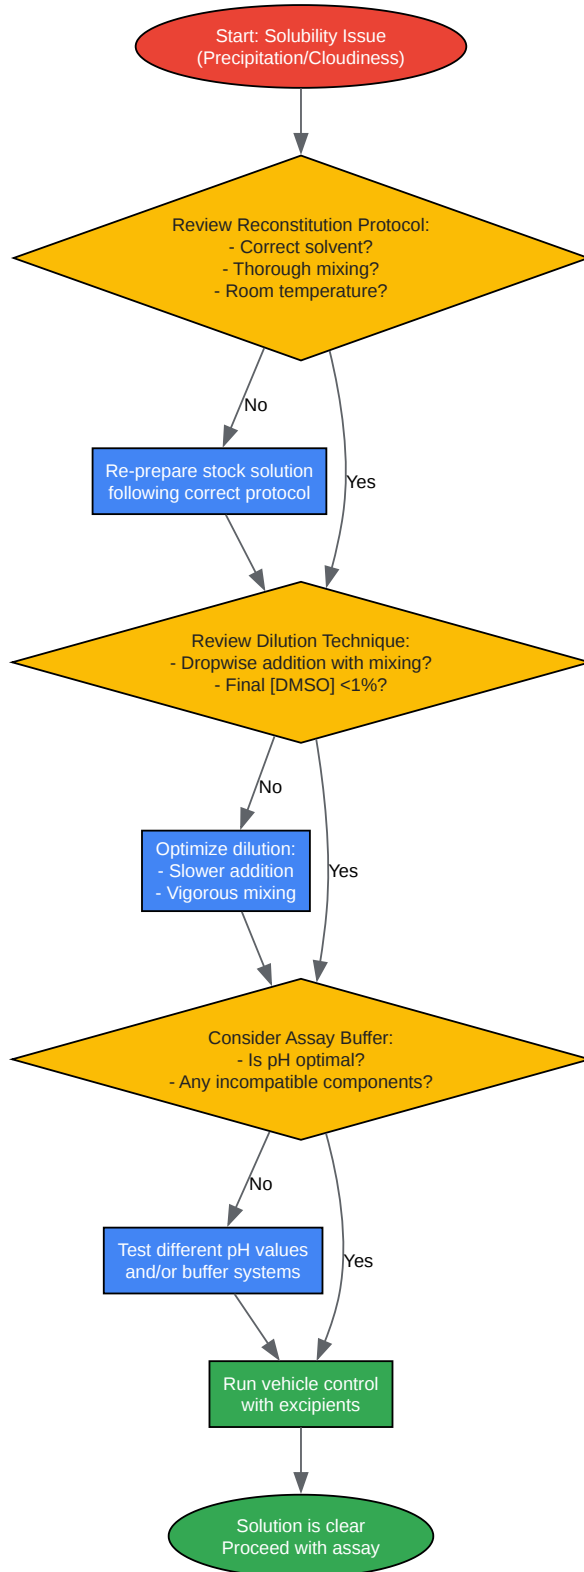 Start: Solubility Issue
(Precipitation/Cloudiness)
Review Reconstitution Protocol:
- Correct solvent?
- Thorough mixing?
- Room temperature?
No
Yes
Re-prepare stock solution
following correct protocol
Review Dilution Technique:
- Dropwise addition with mixing?
- Final [DMSO] <1%?
No
Yes
Optimize dilution:
- Slower addition
- Vigorous mixing
Consider Assay Buffer:
- Is pH optimal?
- Any incompatible components?
No
Yes
Test different pH values
and/or buffer systems
Run vehicle control
with excipients
Solution is clear
Proceed with assay